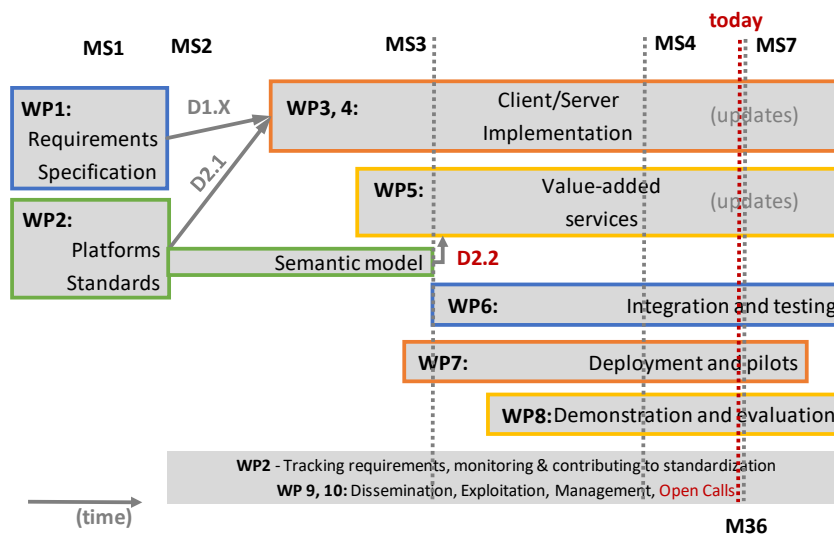 today
MS1 MS2 MS3 MS4 MS7
WP1:
Requirements
Specification
D1.X
WP3, 4:
Client/Server
Implementation
(updates)
D2.1
WP5:
Value-added
services
(updates)
WP2:
Platforms
Standards
Semantic model
D2.2
WP6: Integration and testing
WP7: Deployment and pilots
WP8: Demonstration and evaluation
WP2 - Tracking requirements, monitoring & contributing to standardization
WP 9, 10: Dissemination, Exploitation, Management, Open Calls
(time)
M36